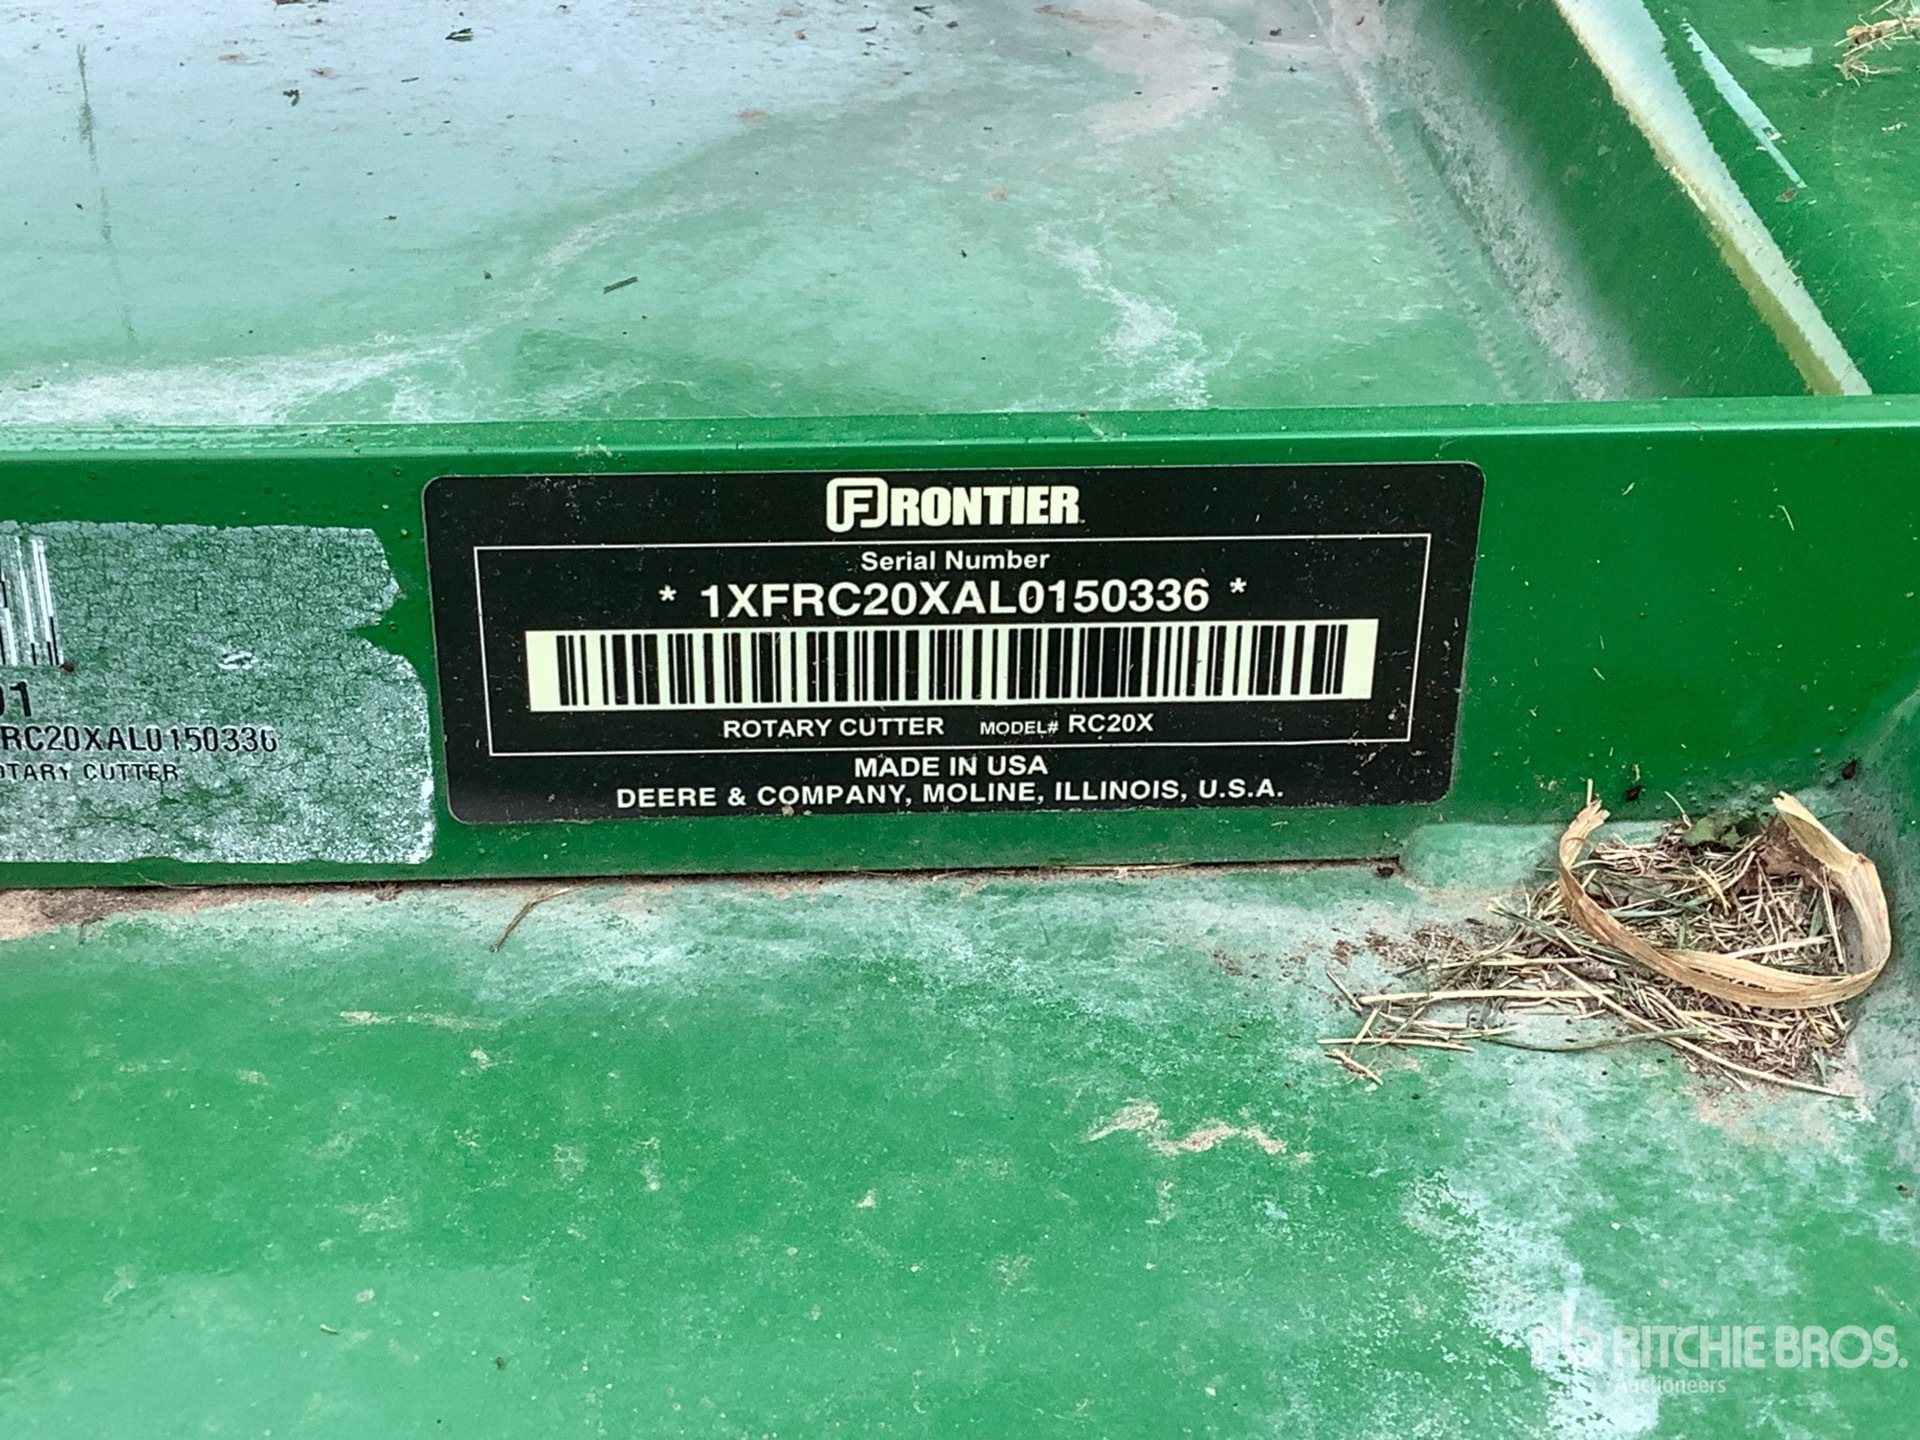 FRONTIER
Serial Number
* 1XFRC20XAL0150336 *
ROTARY CUTTER MODEL# RC20X
MADE IN USA
DEERE & COMPANY, MOLINE, ILLINOIS, U.S.A.
01
RC20XAL0150336
OTARY CUTTER
RITCHIE BROS.
Auctioneers